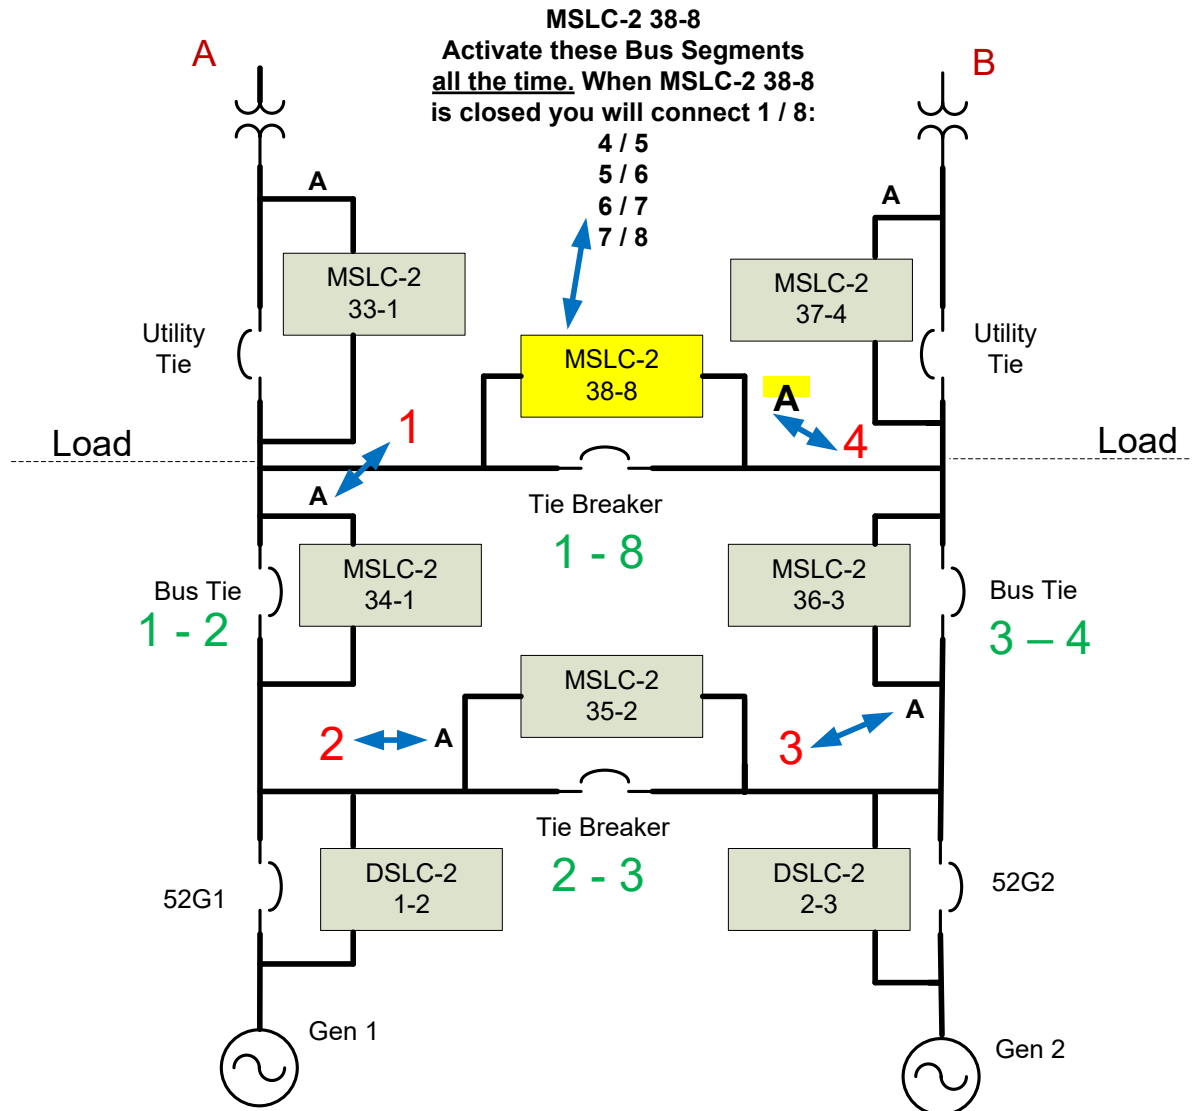 MSLC-2 38-8
Activate these Bus Segments
all the time. When MSLC-2 38-8
is closed you will connect 1 / 8:
4 / 5
5 / 6
6 / 7
7 / 8
A
B
A
A
MSLC-2
33-1
MSLC-2
37-4
Utility
Tie
Utility
Tie
MSLC-2
38-8
A
1
4
Load
Load
A
Tie Breaker
1 - 8
MSLC-2
34-1
MSLC-2
36-3
Bus Tie
1 - 2
Bus Tie
3 – 4
MSLC-2
35-2
2
A
3
A
Tie Breaker
2 - 3
DSLC-2
1-2
DSLC-2
2-3
52G1
52G2
Gen 1
Gen 2